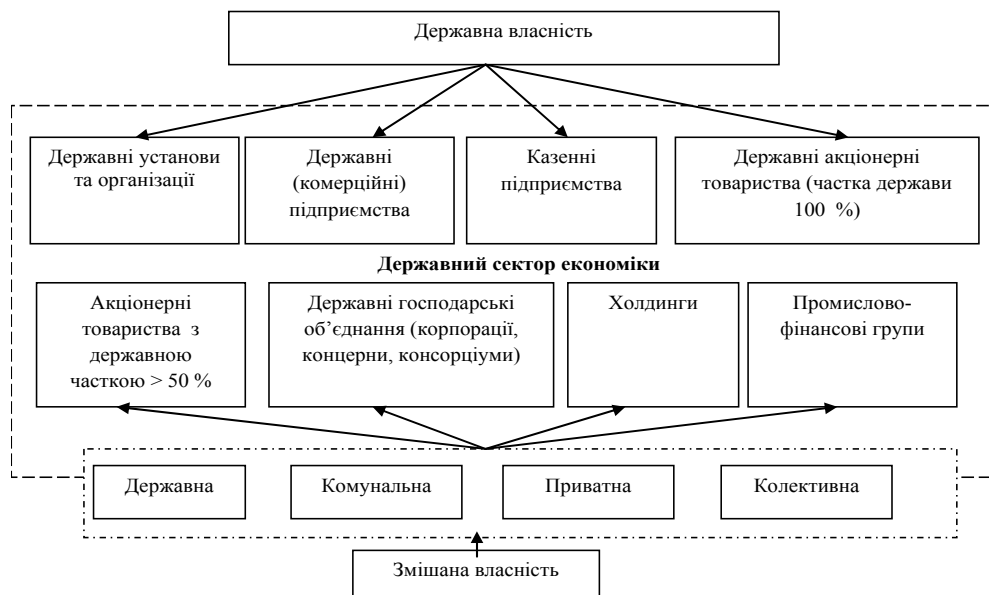 Державна власність
Державні установи
та організації
Державні
(комерційні)
підприємства
Казенні
підприємства
Державні акціонерні
товариства (частка держави
100 %)
Державний сектор економіки
Акціонерні
товариства з
державною
часткою > 50 %
Державні господарські
об’єднання (корпорації,
концерни, консорціуми)
Холдинги
Промислово-
фінансові групи
Державна
Комунальна
Приватна
Колективна
Змішана власність